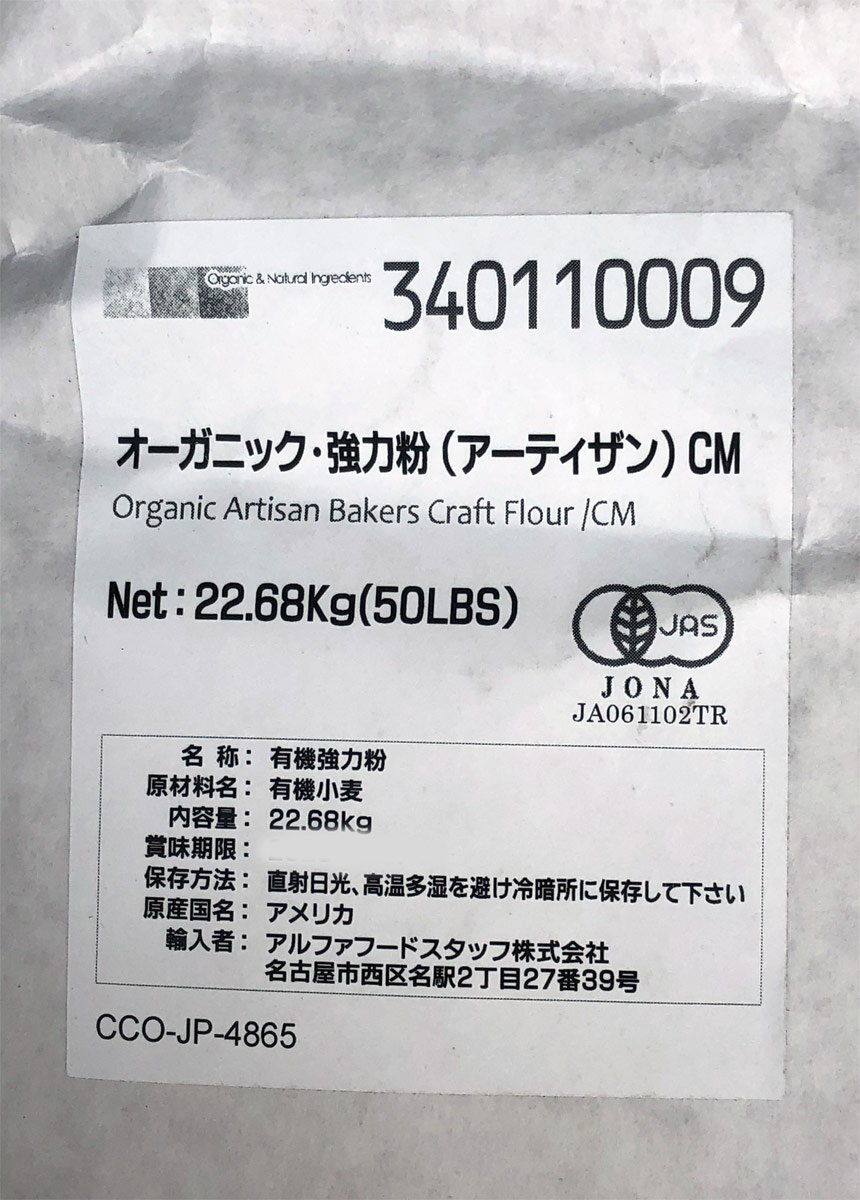 Organic & Natural Ingredients
340110009
オーガニック・強力粉（アーティザン）CM
Organic Artisan Bakers Craft Flour /CM
Net : 22.68Kg(50LBS)
JAS
JONA
JA061102TR
名 称： 有機強力粉
原材料名： 有機小麦
内容量： 22.68kg
賞味期限：
保存方法： 直射日光、高温多湿を避け冷暗所に保存して下さい
原産国名： アメリカ
輸入者： アルファフードスタッフ株式会社
名古屋市西区名駅2丁目27番39号
CCO-JP-4865